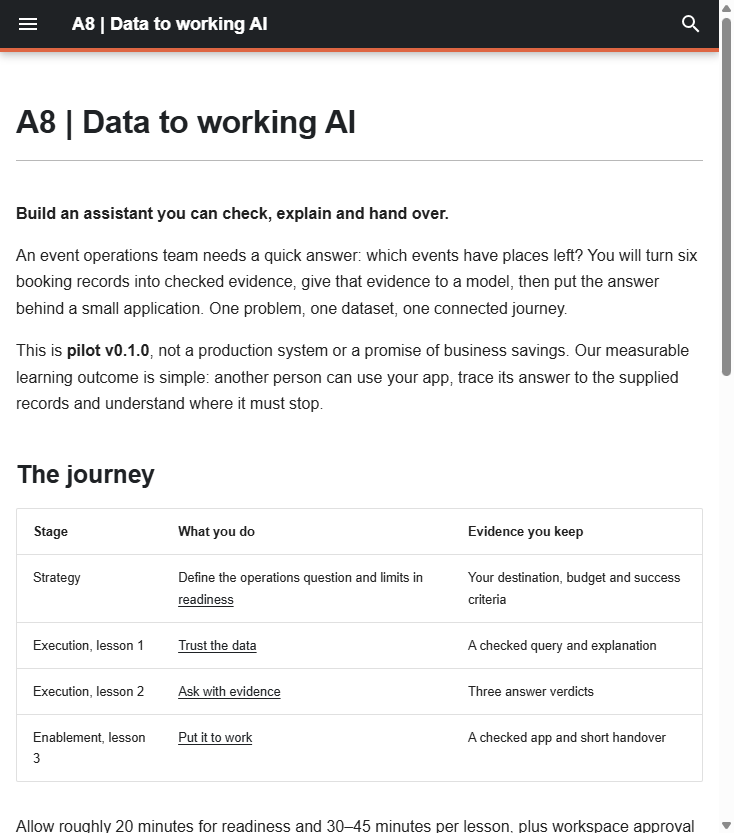 A8 | Data to working AI
A8 | Data to working AI
Build an assistant you can check, explain and hand over.
An event operations team needs a quick answer: which events have places left? You will turn six
booking records into checked evidence, give that evidence to a model, then put the answer
behind a small application. One problem, one dataset, one connected journey.
This is pilot v0.1.0, not a production system or a promise of business savings. Our measurable
learning outcome is simple: another person can use your app, trace its answer to the supplied
records and understand where it must stop.
The journey
Stage What you do Evidence you keep
Strategy Define the operations question and limits in Your destination, budget and success
readiness criteria
Execution, lesson 1 Trust the data A checked query and explanation
Execution, lesson 2 Ask with evidence Three answer verdicts
Enablement, lesson Put it to work A checked app and short handover
3
Allow roughly 20 minutes for readiness and 30–45 minutes per lesson, plus workspace approval